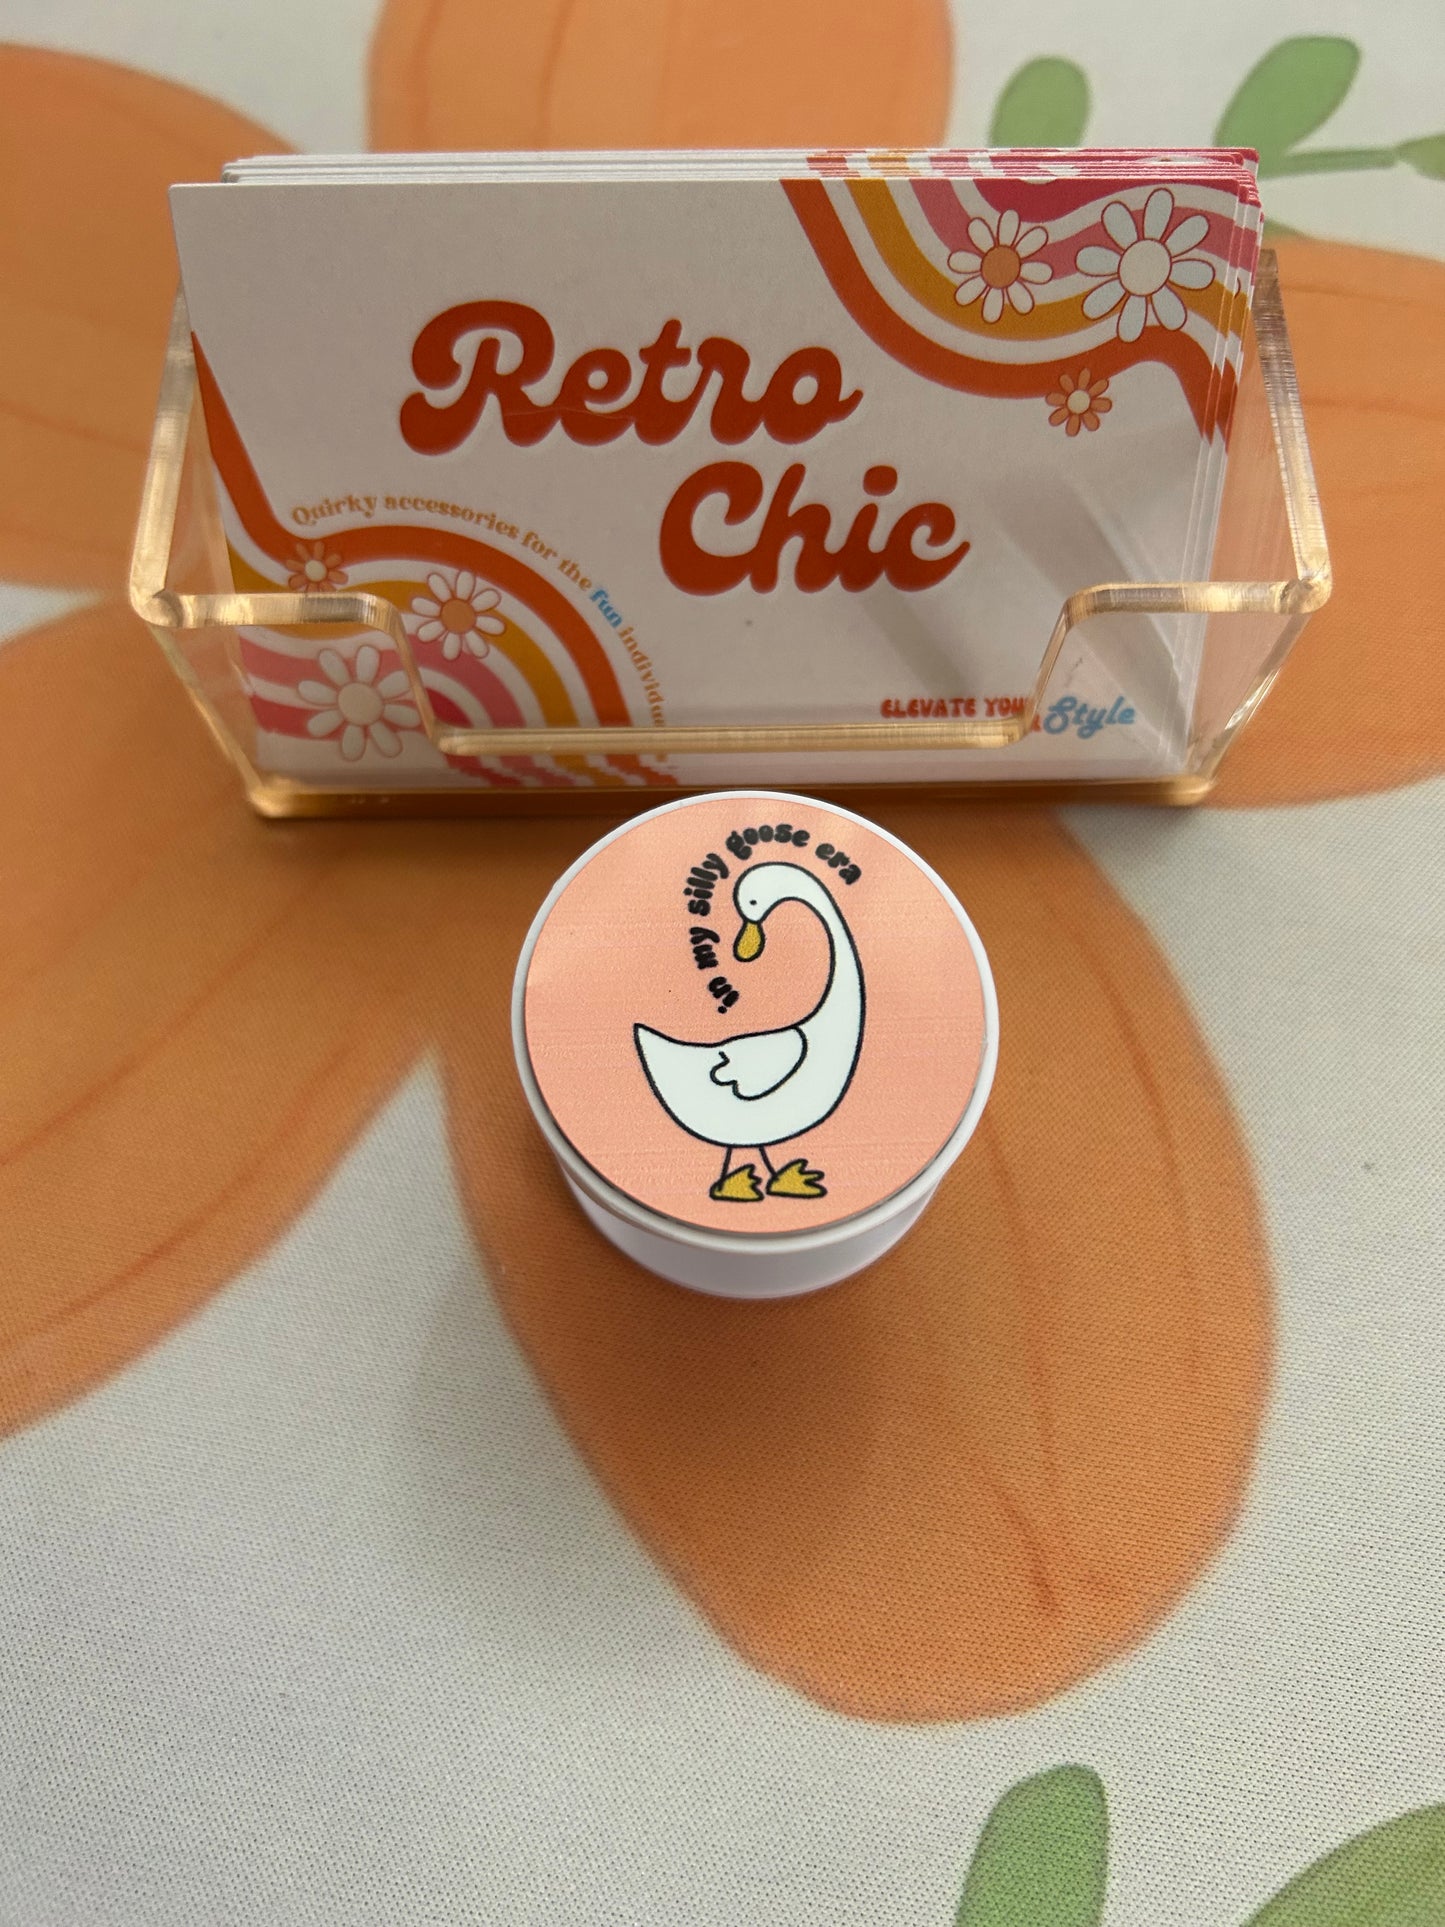 Retro
Chic
Quirky accessories for the fun
ELEVATE
Style
in my silly goose era